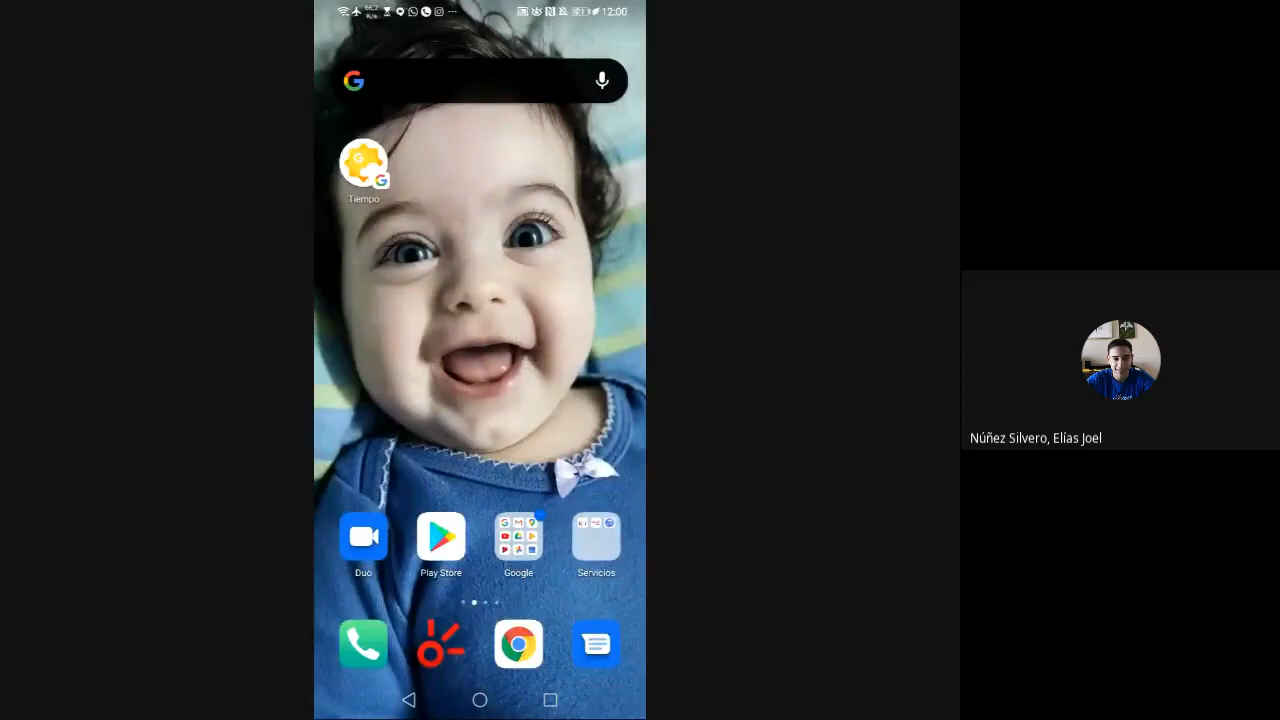 12:00
Tiempo
Duo
Play Store
Google
Servicios
Núñez Silvero, Elías Joel